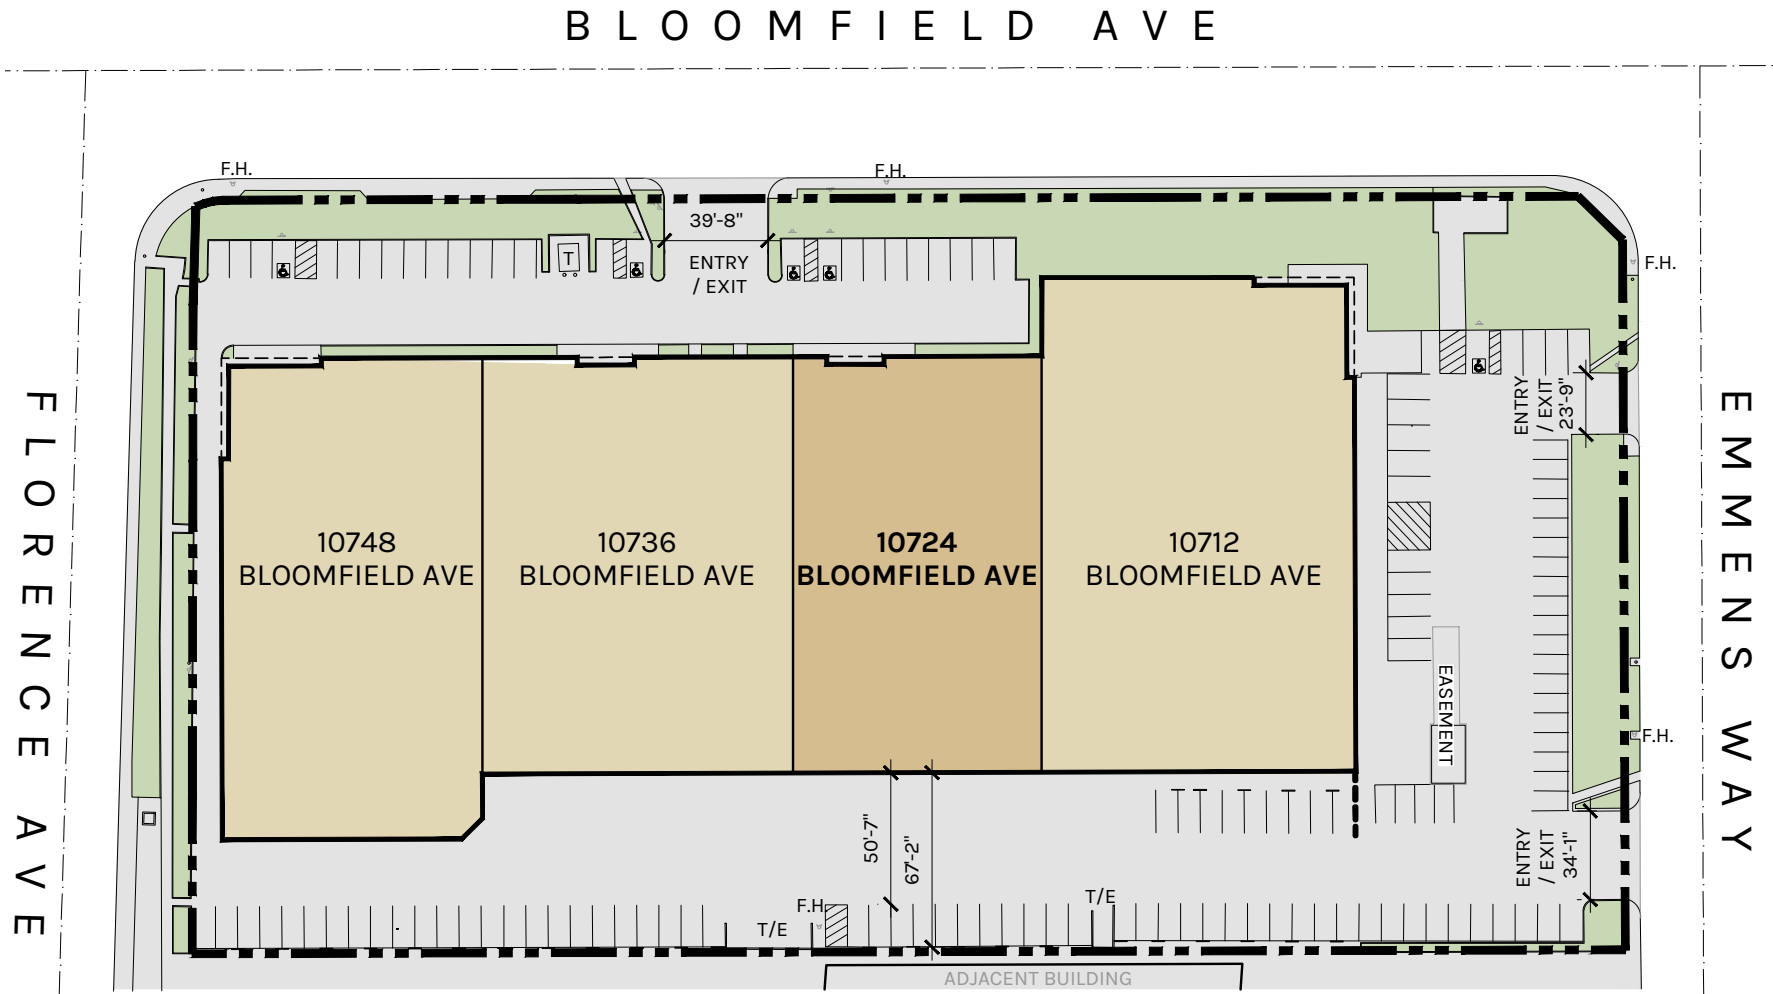 BLOOMFIELD AVE
F.H.
F.H.
39'-8"
T
ENTRY
/ EXIT
F.H.
ENTRY
/ EXIT
23'-9"
FLORENCE AVE
EMMENS WAY
10748
BLOOMFIELD AVE
10736
BLOOMFIELD AVE
10724
BLOOMFIELD AVE
10712
BLOOMFIELD AVE
EASEMENT
F.H.
50'-7"
67'-2"
ENTRY
/ EXIT
34'-1"
F.H.
T/E
T/E
ADJACENT BUILDING